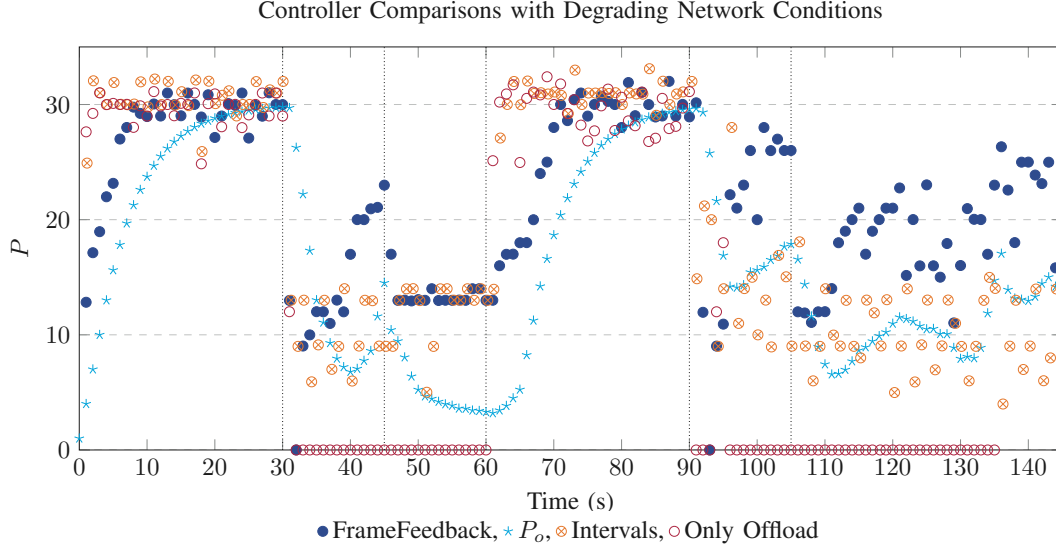 Controller Comparisons with Degrading Network Conditions
30
20
10
0
P
0 10 20 30 40 50 60 70 80 90 100 110 120 130 140
Time (s)
FrameFeedback, P_o, Intervals, Only Offload